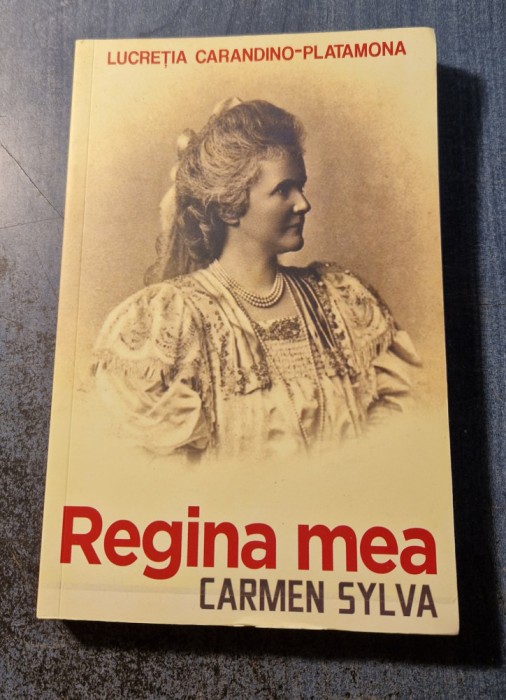 LUCREȚIA CARANDINO-PLATAMONA
Regina mea
CARMEN SYLVA